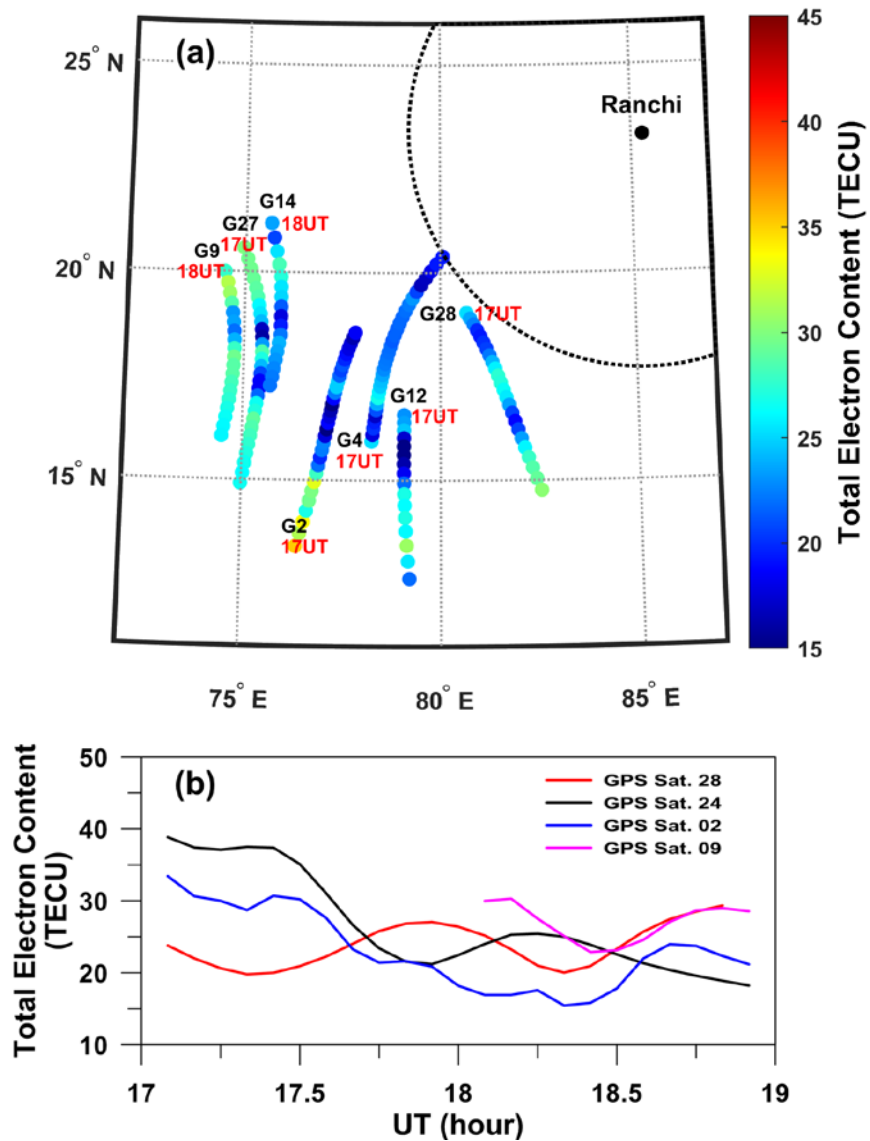 (a)
25° N
20° N
15° N
75° E
80° E
85° E
Ranchi
G14
18UT
G27
17UT
G9
18UT
G28
17UT
G12
17UT
G4
17UT
G2
17UT
45
40
35
30
25
20
15
Total Electron Content (TECU)
(b)
50
40
30
20
10
Total Electron Content
(TECU)
GPS Sat. 28
GPS Sat. 24
GPS Sat. 02
GPS Sat. 09
17
17.5
18
18.5
19
UT (hour)